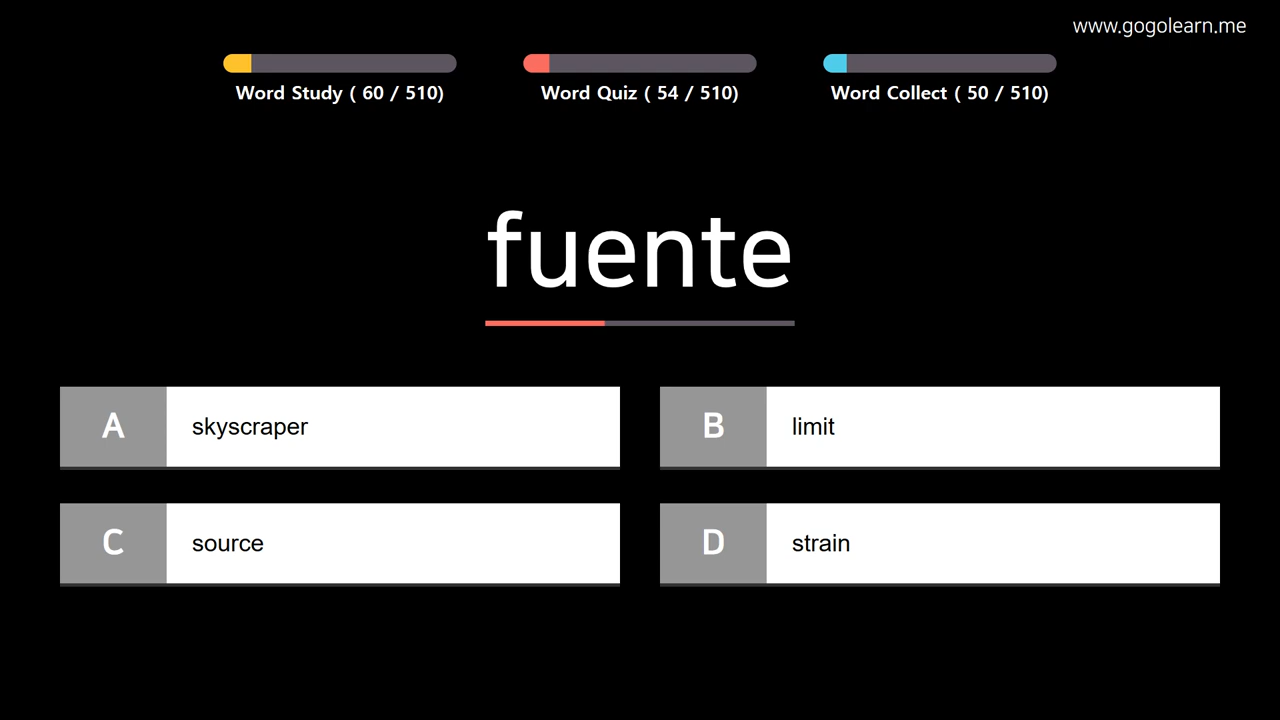 www.gogolearn.me
Word Study ( 60 / 510)
Word Quiz ( 54 / 510)
Word Collect ( 50 / 510)
fuente
A skyscraper
B limit
C source
D strain